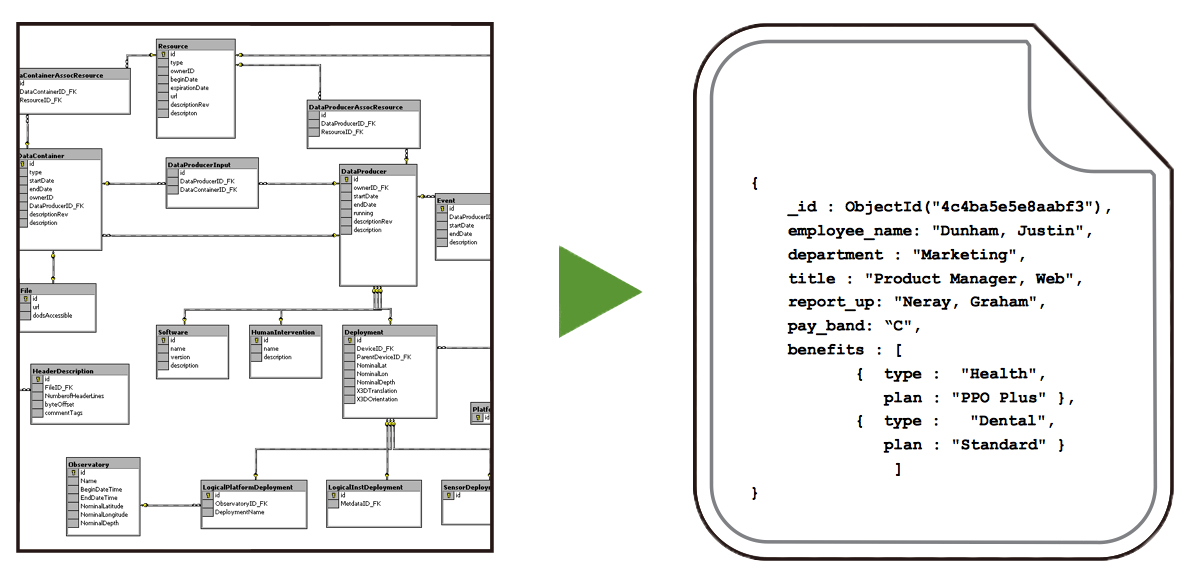 Resource
id
type
ownerID
beginDate
expirationDate
url
descriptionRev
descripton
aContainerAssocResource
id
DataContainerID_FK
ResourceID_FK
DataProducerAssocResource
id
DataProducerID_FK
ResourceID_FK
DataContainer
id
type
startDate
endDate
ownerID
DataProducerID_FK
descriptionRev
description
DataProducerInput
id
DataProducerID_FK
DataContainerID_FK
DataProducer
id
ownerID_FK
startDate
endDate
running
descriptionRev
description
Event
id
DataProducerI
startDate
endDate
description
File
id
url
dodsAccessible
Software
id
name
version
description
HumanIntervention
id
name
description
Deployment
id
DeviceID_FK
ParentDeviceID_FK
NominalLat
NominalLon
NominalDepth
X3DTranslation
X3DOrientation
HeaderDescription
id
FileID_FK
NumberofHeaderLines
byteOffset
commentTags
Platf
id
Observatory
id
Name
BeginDateTime
EndDateTime
NominalLatitude
NominalLongitude
NominalDepth
LogicalPlatformDeployment
id
ObservatoryID_FK
DeploymentName
LogicalInstDeployment
id
MetdataID_FK
SensorDeploy
id
{
_id : ObjectId("4c4ba5e5e8aabf3"),
employee_name: "Dunham, Justin",
department : "Marketing",
title : "Product Manager, Web",
report_up: "Neray, Graham",
pay_band: “C",
benefits : [
{ type : "Health",
plan : "PPO Plus" },
{ type : "Dental",
plan : "Standard" }
]
}